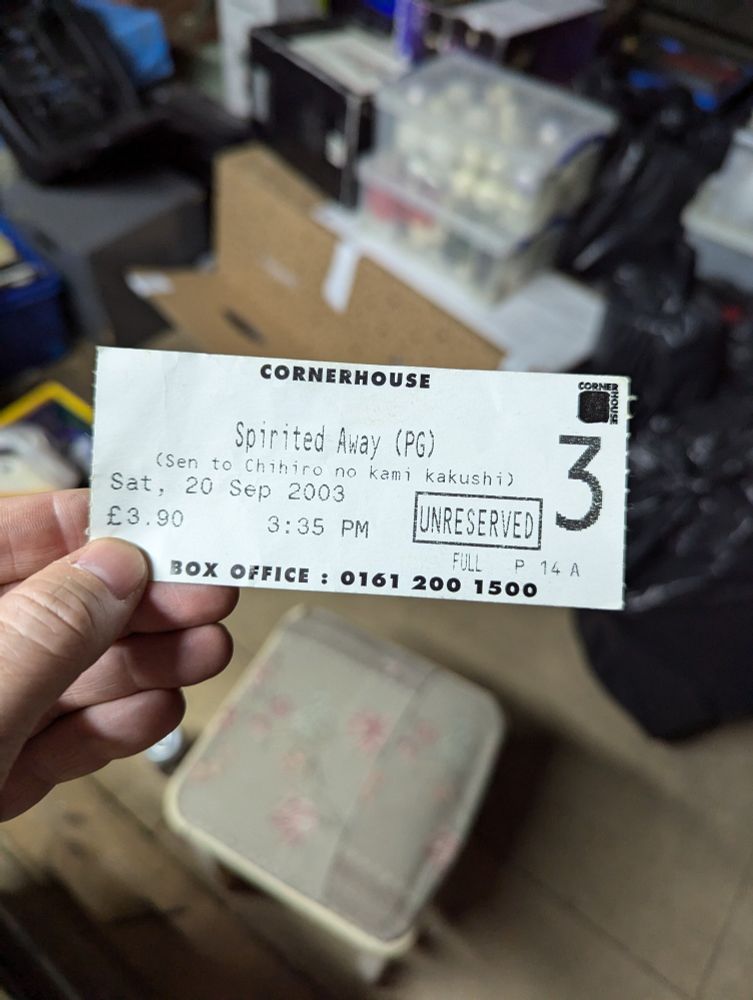 CORNERHOUSE
CORNER
HOUSE
Spirited Away (PG)
(Sen to Chihiro no kami kakushi)
3
Sat, 20 Sep 2003
£3.90 3:35 PM UNRESERVED
FULL P 14 A
BOX OFFICE : 0161 200 1500